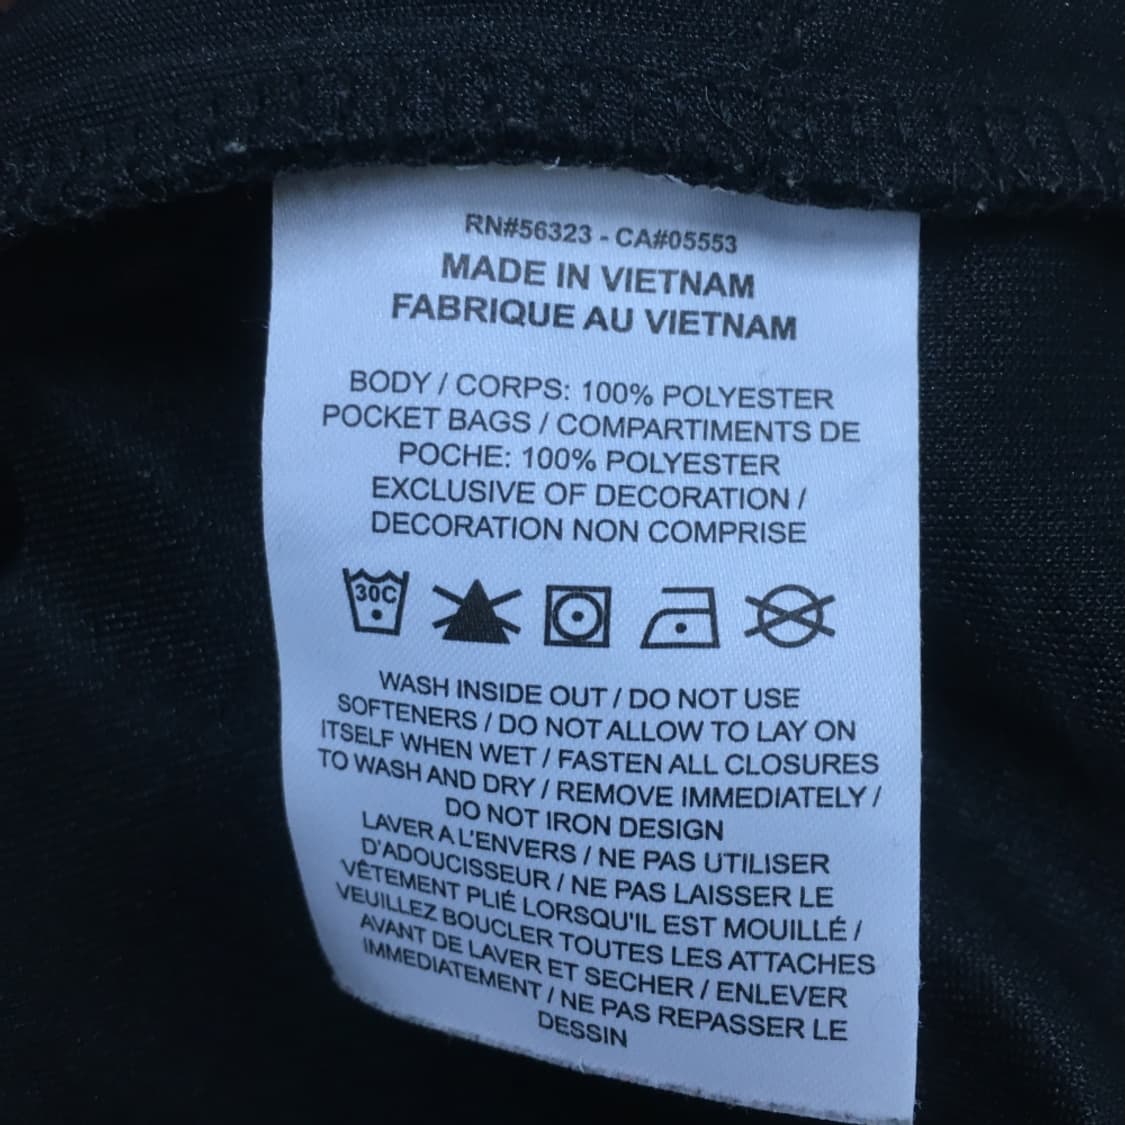 RN#56323 - CA#05553
MADE IN VIETNAM
FABRIQUE AU VIETNAM
BODY / CORPS: 100% POLYESTER
POCKET BAGS / COMPARTIMENTS DE
POCHE: 100% POLYESTER
EXCLUSIVE OF DECORATION /
DECORATION NON COMPRISE
30C
WASH INSIDE OUT / DO NOT USE
SOFTENERS / DO NOT ALLOW TO LAY ON
ITSELF WHEN WET / FASTEN ALL CLOSURES
TO WASH AND DRY / REMOVE IMMEDIATELY /
DO NOT IRON DESIGN
LAVER A L'ENVERS / NE PAS UTILISER
D'ADOUCISSEUR / NE PAS LAISSER LE
VÊTEMENT PLIÉ LORSQU'IL EST MOUILLÉ /
VEUILLEZ BOUCLER TOUTES LES ATTACHES
AVANT DE LAVER ET SECHER / ENLEVER
IMMEDIATEMENT / NE PAS REPASSER LE
DESSIN